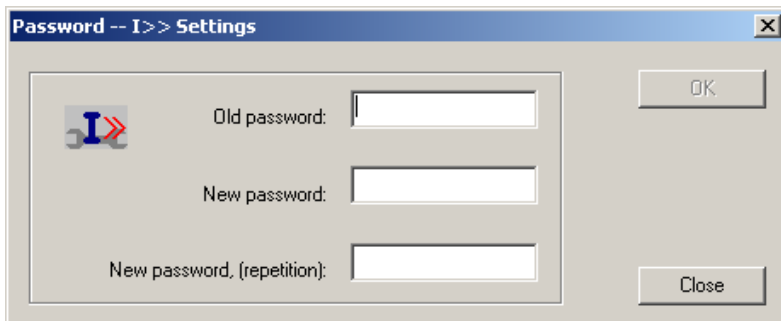 Password -- I>> Settings
OK
I>>
Old password:
New password:
New password, (repetition):
Close